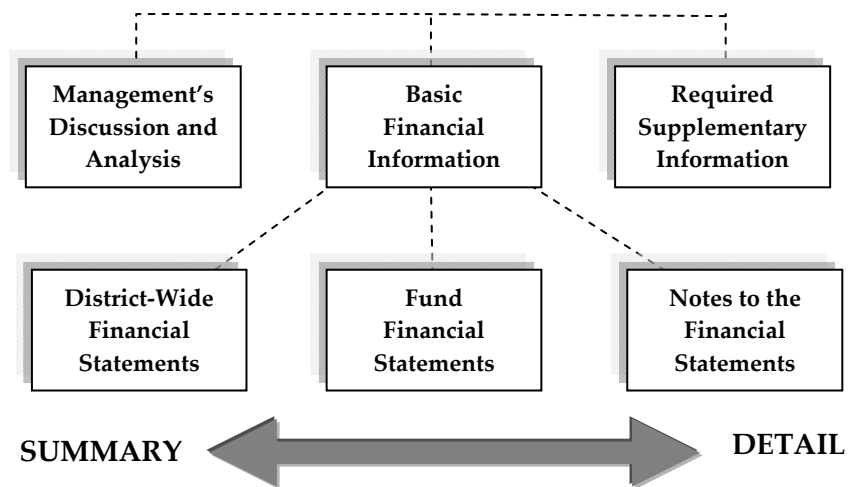 Management’s
Discussion and
Analysis
Basic
Financial
Information
Required
Supplementary
Information
District-Wide
Financial
Statements
Fund
Financial
Statements
Notes to the
Financial
Statements
SUMMARY
DETAIL